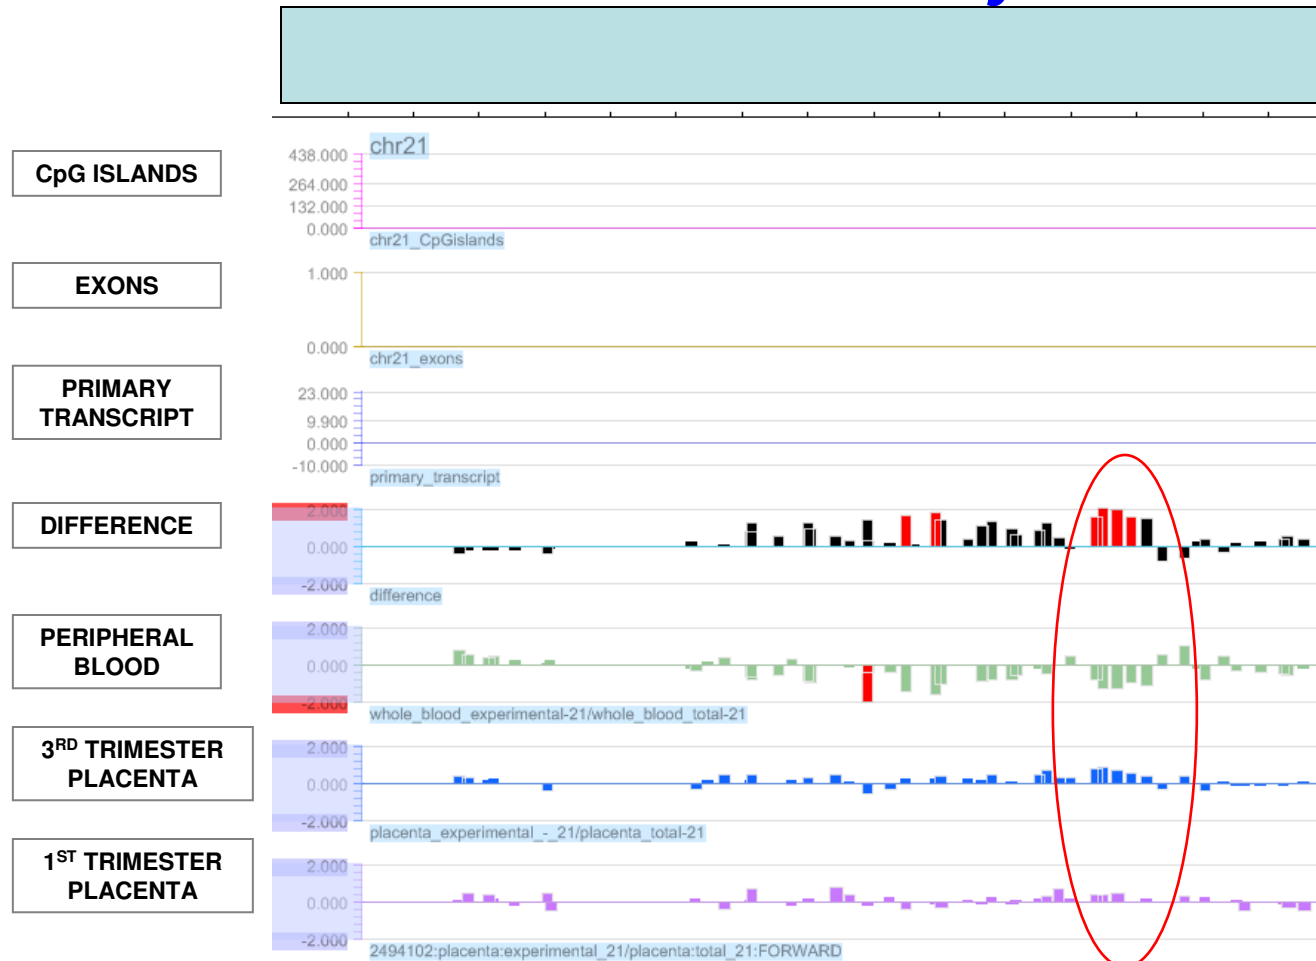 chr21
CpG ISLANDS
438.000
264.000
132.000
0.000
chr21_CpGislands
EXONS
1.000
0.000
chr21_exons
PRIMARY
TRANSCRIPT
23.000
9.900
0.000
-10.000
primary_transcript
DIFFERENCE
2.000
0.000
-2.000
difference
PERIPHERAL
BLOOD
2.000
0.000
-2.000
whole_blood_experimental-21/whole_blood_total-21
3RD TRIMESTER
PLACENTA
2.000
0.000
-2.000
placenta_experimental_-_21/placenta_total-21
1ST TRIMESTER
PLACENTA
2.000
0.000
-2.000
2494102:placenta:experimental_21/placenta:total_21:FORWARD